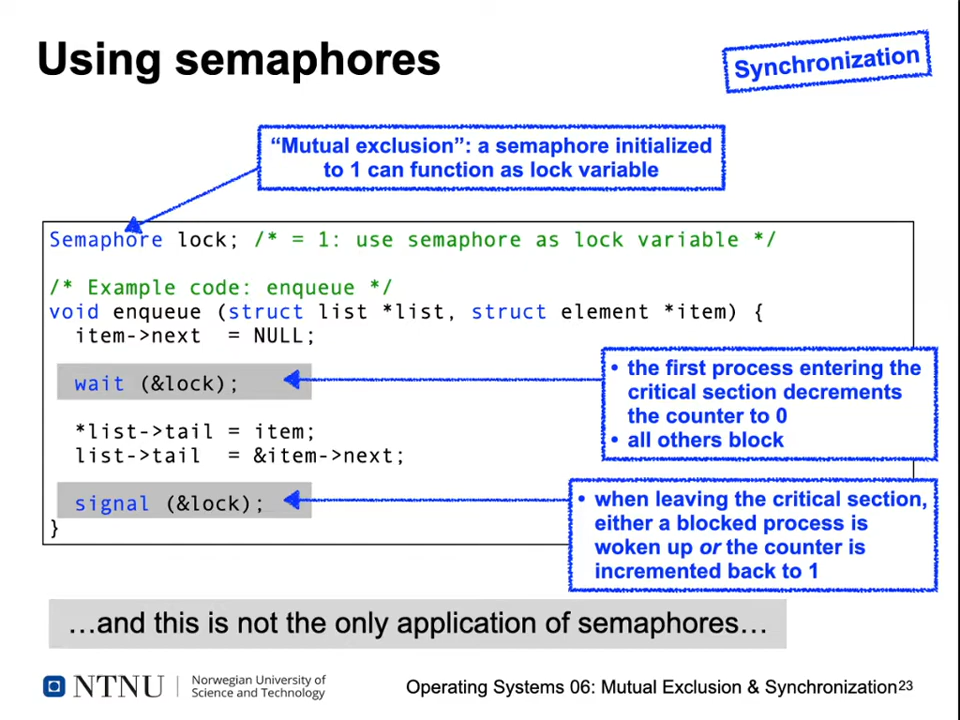 Using semaphores
Synchronization
“Mutual exclusion”: a semaphore initialized
to 1 can function as lock variable
Semaphore lock; /* = 1: use semaphore as lock variable */
/* Example code: enqueue */
void enqueue (struct list *list, struct element *item) {
item->next = NULL;
wait (&lock);
• the first process entering the
critical section decrements
the counter to 0
• all others block
*list->tail = item;
list->tail = &item->next;
signal (&lock);
}
• when leaving the critical section,
either a blocked process is
woken up or the counter is
incremented back to 1
…and this is not the only application of semaphores…
NTNU
Norwegian University of
Science and Technology
Operating Systems 06: Mutual Exclusion & Synchronization 23